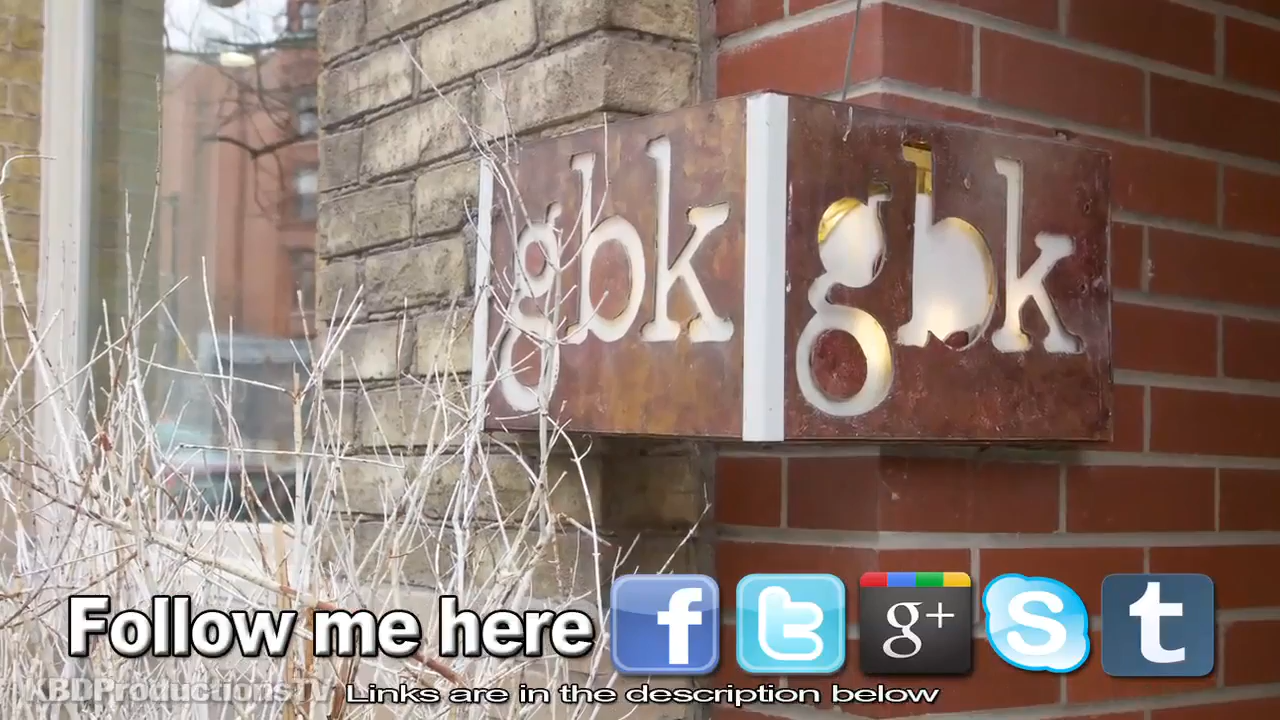 gbk gbk
Follow me here f t g+ S t
KBDProductionsTV Links are in the description below